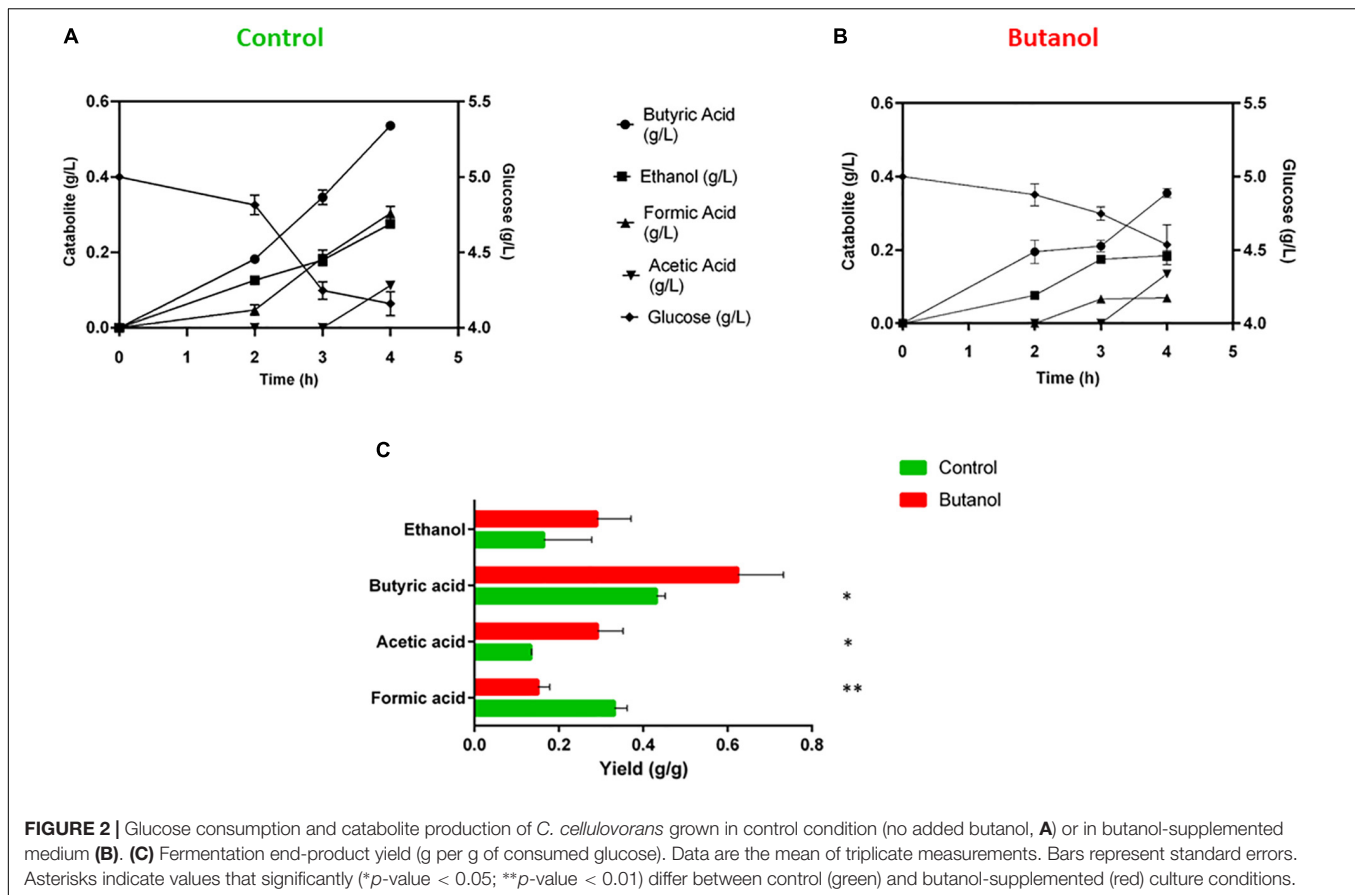 A
Control
B
Butanol
0.6
0.4
0.2
0.0
Catabolite (g/L)
5.5
5.0
4.5
4.0
Glucose (g/L)
0 1 2 3 4 5
Time (h)
Butyric Acid
(g/L)
Ethanol (g/L)
Formic Acid
(g/L)
Acetic Acid
(g/L)
Glucose (g/L)
0.6
0.4
0.2
0.0
Catabolite (g/L)
5.5
5.0
4.5
4.0
Glucose (g/L)
0 1 2 3 4 5
Time (h)
C
Control
Butanol
Ethanol
Butyric acid
*
Acetic acid
*
Formic acid
**
0.0 0.2 0.4 0.6 0.8
Yield (g/g)
FIGURE 2 | Glucose consumption and catabolite production of C. cellulovorans grown in control condition (no added butanol, A) or in butanol-supplemented
medium (B). (C) Fermentation end-product yield (g per g of consumed glucose). Data are the mean of triplicate measurements. Bars represent standard errors.
Asterisks indicate values that significantly (*p-value < 0.05; **p-value < 0.01) differ between control (green) and butanol-supplemented (red) culture conditions.